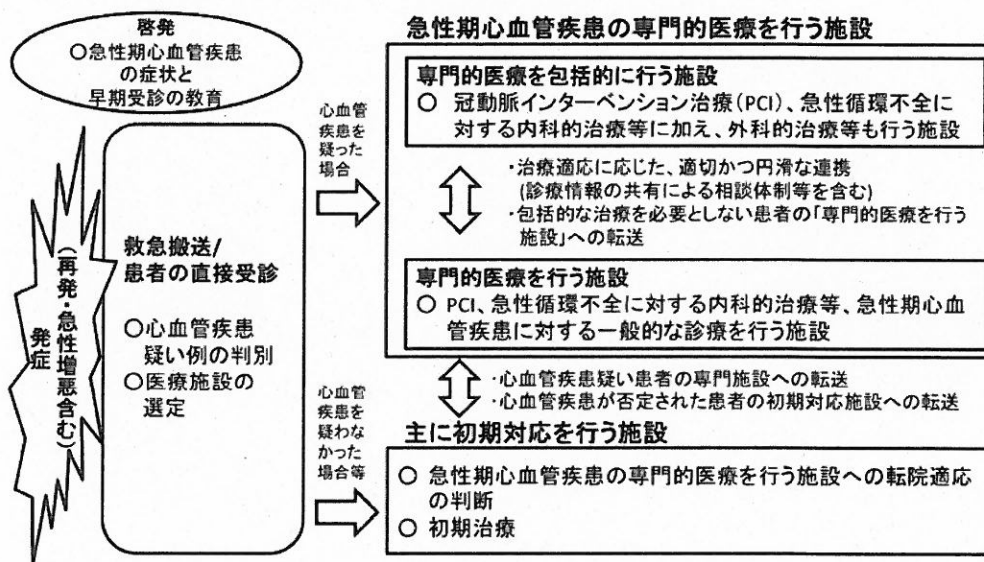 啓発
○急性期心血管疾患
の症状と
早期受診の教育
発症
(再発・急性増悪含む)
救急搬送/
患者の直接受診
○心血管疾患
疑い例の判別
○医療施設の
選定
心血管
疾患を
疑った
場合
心血管
疾患を
疑わな
かった
場合等
急性期心血管疾患の専門的医療を行う施設
専門的医療を包括的に行う施設
○ 冠動脈インターベンション治療(PCI)、急性循環不全に
対する内科的治療等に加え、外科的治療等も行う施設
・治療適応に応じた、適切かつ円滑な連携
(診療情報の共有による相談体制等を含む)
・包括的な治療を必要としない患者の「専門的医療を行う
施設」への転送
専門的医療を行う施設
○ PCI、急性循環不全に対する内科的治療等、急性期心血
管疾患に対する一般的な診療を行う施設
・心血管疾患疑い患者の専門施設への転送
・心血管疾患が否定された患者の初期対応施設への転送
主に初期対応を行う施設
○ 急性期心血管疾患の専門的医療を行う施設への転院適応
の判断
○ 初期治療